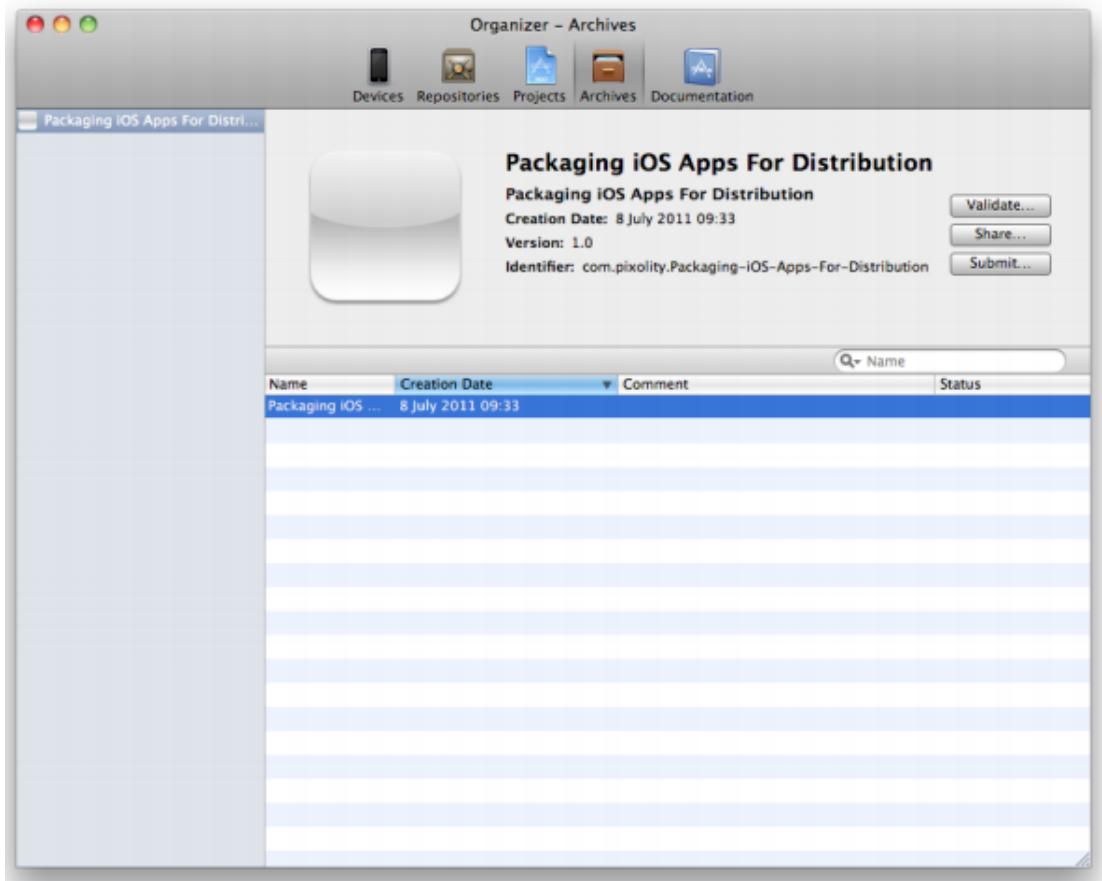 Organizer – Archives
Devices Repositories Projects Archives Documentation
Packaging iOS Apps For Distri...
Packaging iOS Apps For Distribution
Packaging iOS Apps For Distribution
Creation Date: 8 July 2011 09:33
Version: 1.0
Identifier: com.pixolity.Packaging-iOS-Apps-For-Distribution
Validate...
Share...
Submit...
Name
Name Creation Date Comment Status
Packaging iOS ... 8 July 2011 09:33